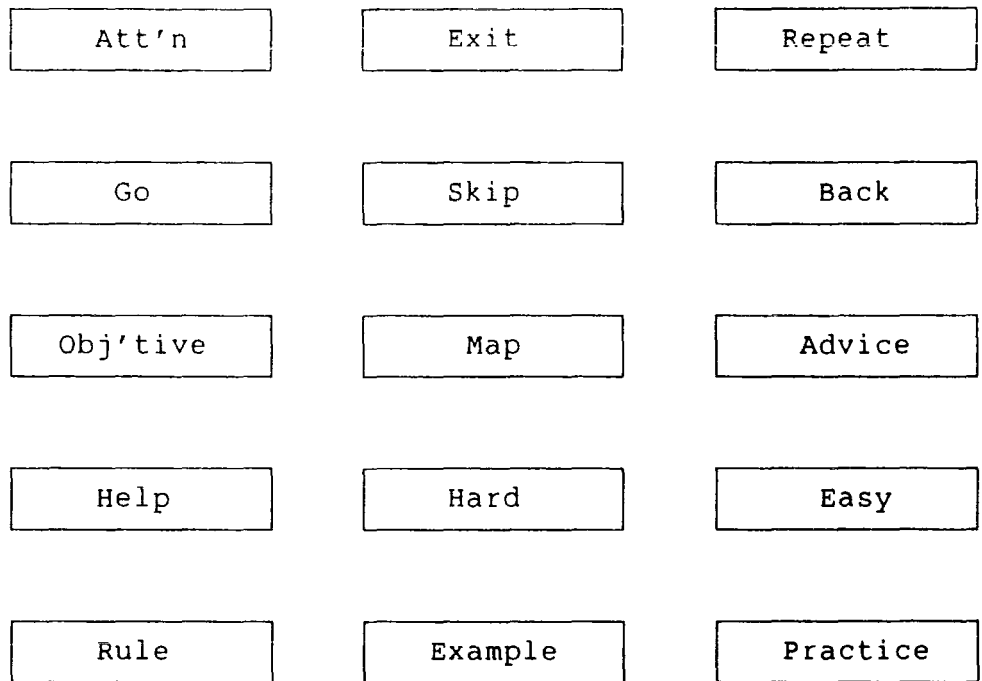 Att'n Exit Repeat
Go Skip Back
Obj'tive Map Advice
Help Hard Easy
Rule Example Practice